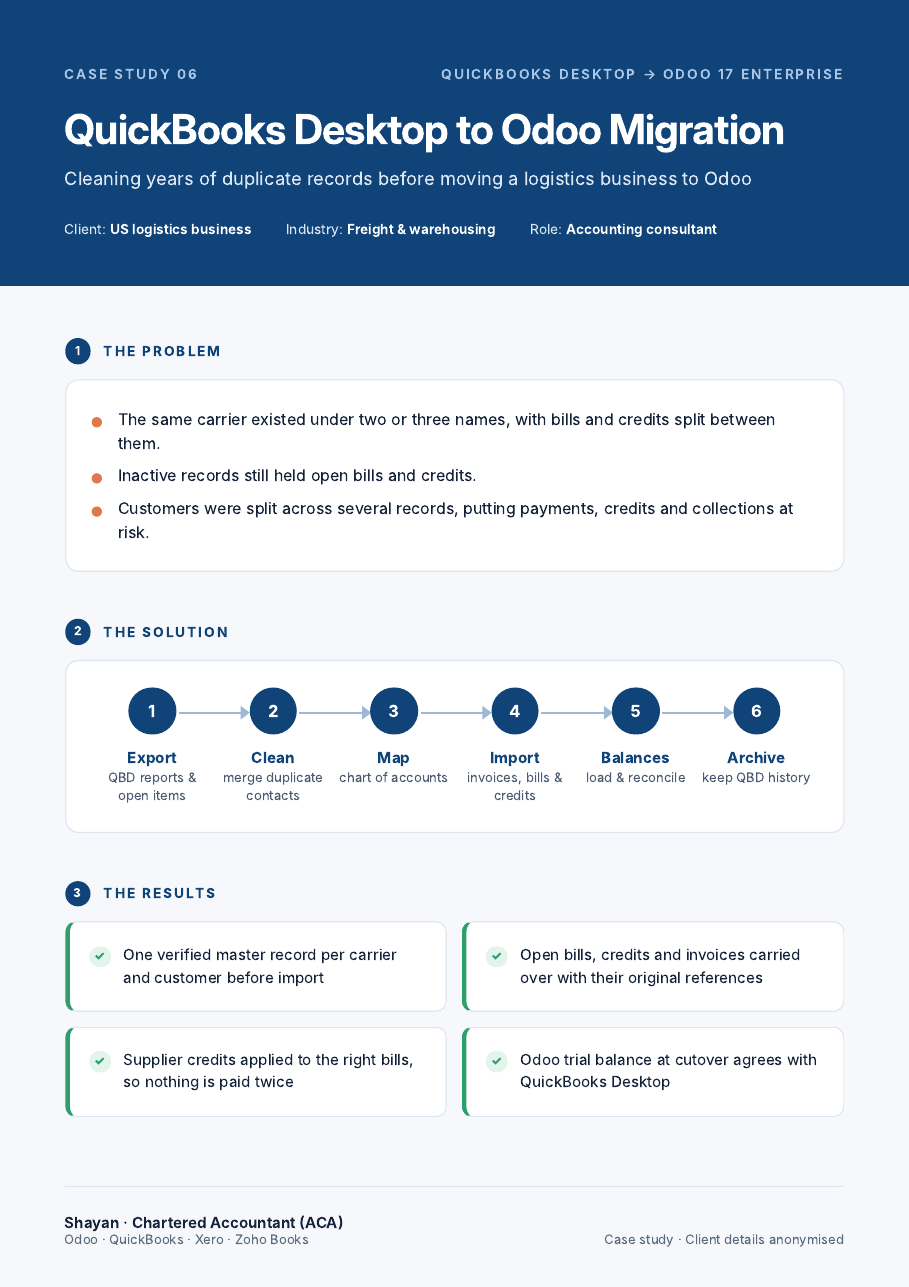 CASE STUDY 06
QUICKBOOKS DESKTOP → ODOO 17 ENTERPRISE
QuickBooks Desktop to Odoo Migration
Cleaning years of duplicate records before moving a logistics business to Odoo
Client: US logistics business
Industry: Freight & warehousing
Role: Accounting consultant
1 THE PROBLEM
The same carrier existed under two or three names, with bills and credits split between
them.
Inactive records still held open bills and credits.
Customers were split across several records, putting payments, credits and collections at
risk.
2 THE SOLUTION
1
Export
QBD reports &
open items
2
Clean
merge duplicate
contacts
3
Map
chart of accounts
4
Import
invoices, bills &
credits
5
Balances
load & reconcile
6
Archive
keep QBD history
3 THE RESULTS
One verified master record per carrier
and customer before import
Open bills, credits and invoices carried
over with their original references
Supplier credits applied to the right bills,
so nothing is paid twice
Odoo trial balance at cutover agrees with
QuickBooks Desktop
Shayan · Chartered Accountant (ACA)
Odoo · QuickBooks · Xero · Zoho Books
Case study · Client details anonymised